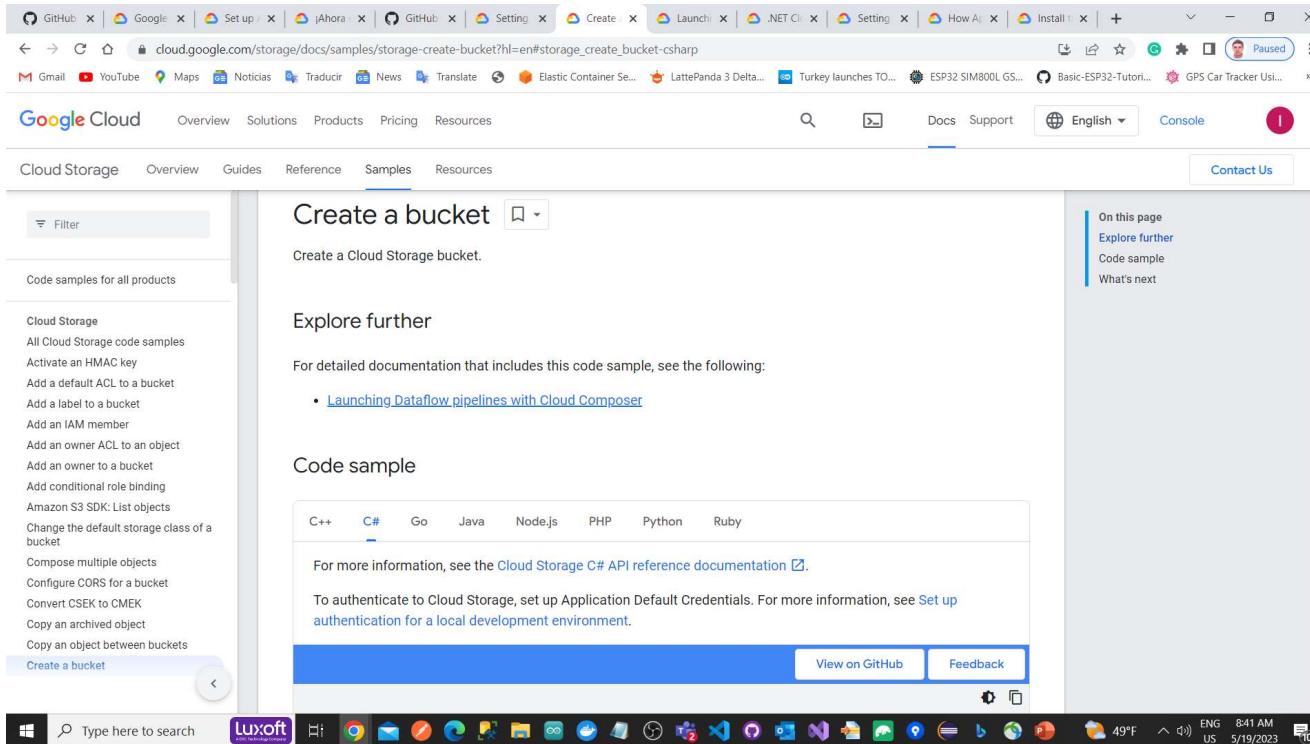 GitHub
Google
Set up
¡Ahora
GitHub
Setting
Create
Launch
.NET Cl
Setting
How Ap
Install t
cloud.google.com/storage/docs/samples/storage-create-bucket?hl=en#storage_create_bucket-csharp
Paused
Gmail YouTube Maps Noticias Traducir News Translate Elastic Container Se... LattePanda 3 Delta... Turkey launches TO... ESP32 SIM800L GS... Basic-ESP32-Tutori... GPS Car Tracker Usi...
Google Cloud Overview Solutions Products Pricing Resources Docs Support English Console I
Cloud Storage Overview Guides Reference Samples Resources Contact Us
Filter
Code samples for all products
Cloud Storage
All Cloud Storage code samples
Activate an HMAC key
Add a default ACL to a bucket
Add a label to a bucket
Add an IAM member
Add an owner ACL to an object
Add an owner to a bucket
Add conditional role binding
Amazon S3 SDK: List objects
Change the default storage class of a
bucket
Compose multiple objects
Configure CORS for a bucket
Convert CSEK to CMEK
Copy an archived object
Copy an object between buckets
Create a bucket
Create a bucket
Create a Cloud Storage bucket.
Explore further
For detailed documentation that includes this code sample, see the following:
• Launching Dataflow pipelines with Cloud Composer
Code sample
C++ C# Go Java Node.js PHP Python Ruby
For more information, see the Cloud Storage C# API reference documentation.
To authenticate to Cloud Storage, set up Application Default Credentials. For more information, see Set up
authentication for a local development environment.
View on GitHub Feedback
On this page
Explore further
Code sample
What's next
Type here to search
Luxoft
49°F
ENG
US
8:41 AM
5/19/2023